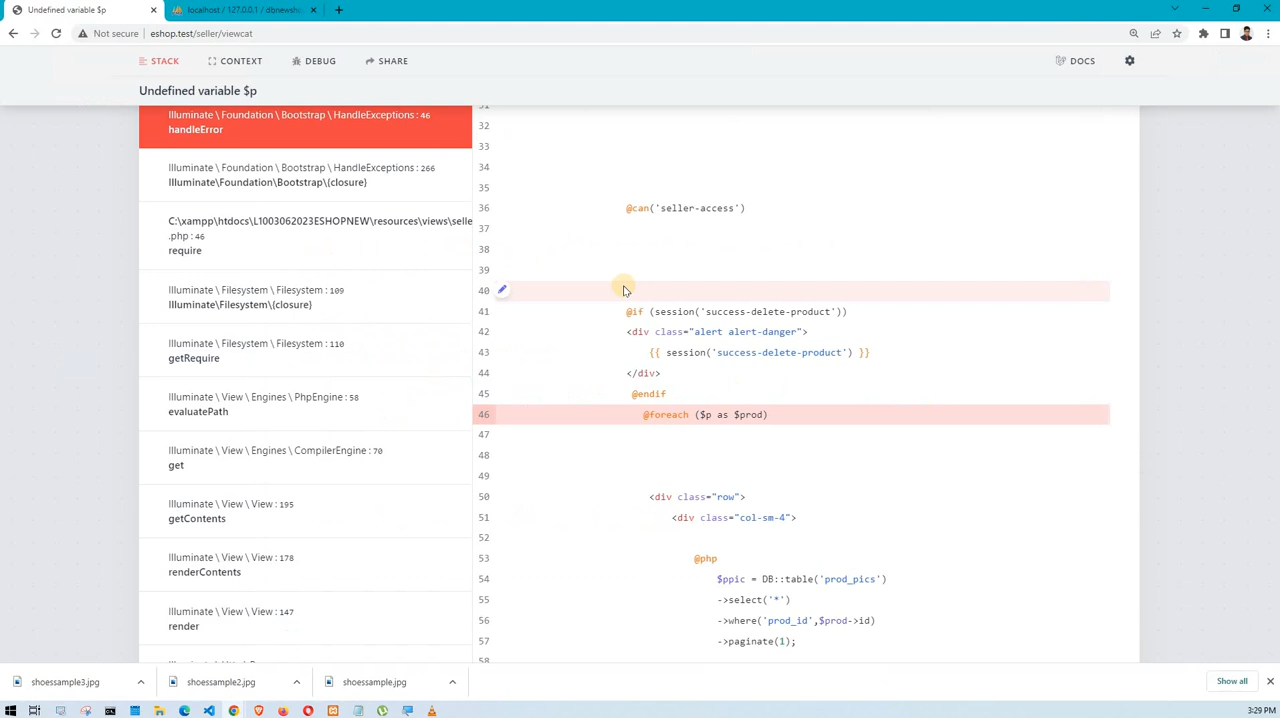 Undefined variable $p
localhost / 127.0.0.1 / dbnewsh
Not secure
eshop.test/seller/viewcat
STACK
CONTEXT
DEBUG
SHARE
DOCS
Undefined variable $p
Illuminate \ Foundation \ Bootstrap \ HandleExceptions : 46
handleError
Illuminate \ Foundation \ Bootstrap \ HandleExceptions : 266
Illuminate\Foundation\Bootstrap\{closure}
C:\xampp\htdocs\L1003062023ESHOPNEW\resources\views\selle
.php : 46
require
Illuminate \ Filesystem \ Filesystem : 109
Illuminate\Filesystem\{closure}
Illuminate \ Filesystem \ Filesystem : 110
getRequire
Illuminate \ View \ Engines \ PhpEngine : 58
evaluatePath
Illuminate \ View \ Engines \ CompilerEngine : 70
get
Illuminate \ View \ View : 195
getContents
Illuminate \ View \ View : 178
renderContents
Illuminate \ View \ View : 147
render
31
32
33
34
35
36 @can('seller-access')
37
38
39
40
41 @if (session('success-delete-product'))
42 <div class="alert alert-danger">
43 {{ session('success-delete-product') }}
44 </div>
45 @endif
46 @foreach ($p as $prod)
47
48
49
50 <div class="row">
51 <div class="col-sm-4">
52
53 @php
54 $ppic = DB::table('prod_pics')
55 ->select('*')
56 ->where('prod_id',$prod->id)
57 ->paginate(1);
58
shoessample3.jpg
shoessample2.jpg
shoessample.jpg
Show all
3:29 PM